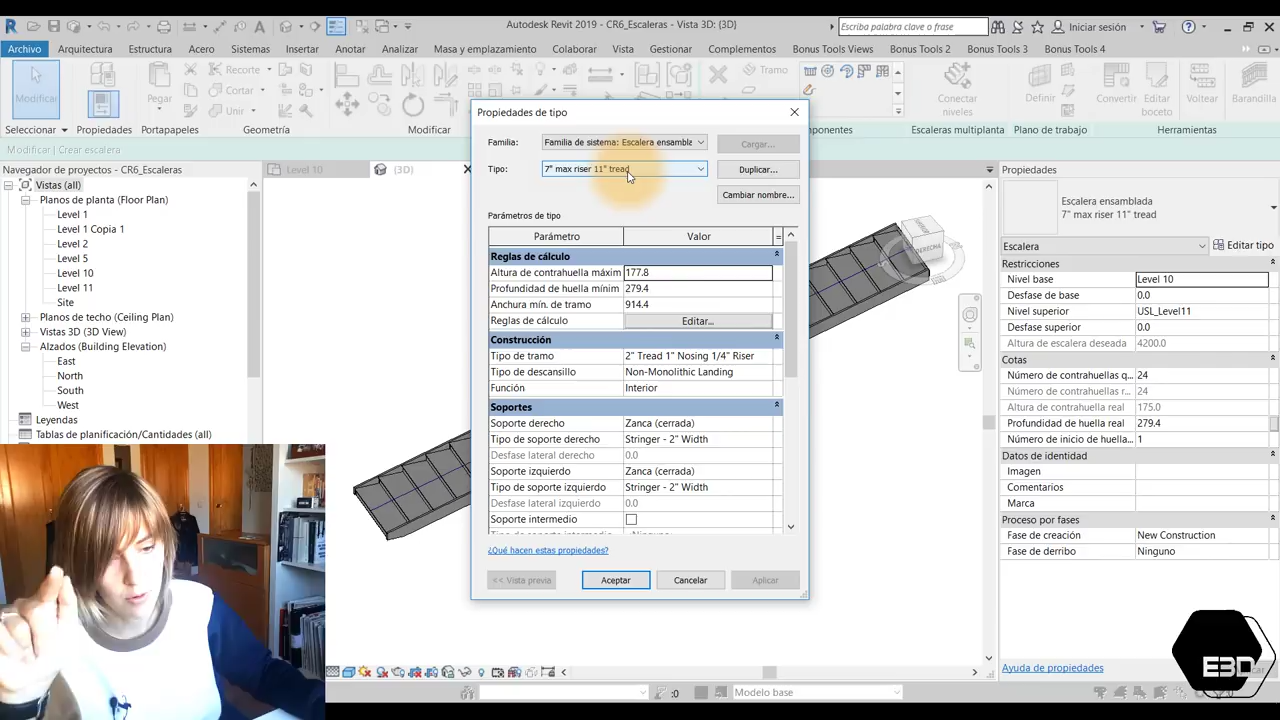 Autodesk Revit 2019 - CR6_Escaleras - Vista 3D: {3D}
Escriba palabra clave o frase
Iniciar sesión
Archivo Arquitectura Estructura Acero Sistemas Insertar Anotar Analizar Masa y emplazamiento Colaborar Vista Gestionar Complementos Bonus Tools Views Bonus Tools 2 Bonus Tools 3 Bonus Tools 4
Modificar
Pegar
Recorte
Cortar
Unir
Tramo
Conectar niveles
Definir
Convertir
Editar boceto
Voltear
Barandilla
Seleccionar Propiedades Portapapeles Geometría Modificar
Escaleras multiplanta Plano de trabajo Herramientas
Modificar | Crear escalera
Navegador de proyectos - CR6_Escaleras
Level 10
{3D}
Vistas (all)
Planos de planta (Floor Plan)
Level 1
Level 1 Copia 1
Level 2
Level 5
Level 10
Level 11
Site
Planos de techo (Ceiling Plan)
Vistas 3D (3D View)
Alzados (Building Elevation)
East
North
South
West
Leyendas
Tablas de planificación/Cantidades (all)
Propiedades de tipo
Familia: Familia de sistema: Escalera ensambla Cargar...
Tipo: 7" max riser 11" tread Duplicar...
Cambiar nombre...
Parámetros de tipo
Parámetro Valor =
Reglas de cálculo
Altura de contrahuella máxim 177.8
Profundidad de huella mínim 279.4
Anchura mín. de tramo 914.4
Reglas de cálculo Editar...
Construcción
Tipo de tramo 2" Tread 1" Nosing 1/4" Riser
Tipo de descansillo Non-Monolithic Landing
Función Interior
Soportes
Soporte derecho Zanca (cerrada)
Tipo de soporte derecho Stringer - 2" Width
Desfase lateral derecho 0.0
Soporte izquierdo Zanca (cerrada)
Tipo de soporte izquierdo Stringer - 2" Width
Desfase lateral izquierdo 0.0
Soporte intermedio
¿Qué hacen estas propiedades?
<< Vista previa Aceptar Cancelar Aplicar
DERECHA
Propiedades
Escalera ensamblada
7" max riser 11" tread
Escalera Editar tipo
Restricciones
Nivel base Level 10
Desfase de base 0.0
Nivel superior USL_Level11
Desfase superior 0.0
Altura de escalera deseada 4200.0
Cotas
Número de contrahuellas q... 24
Número de contrahuellas r... 24
Altura de contrahuella real 175.0
Profundidad de huella real 279.4
Número de inicio de huella... 1
Datos de identidad
Imagen
Comentarios
Marca
Proceso por fases
Fase de creación New Construction
Fase de derribo Ninguno
Ayuda de propiedades
:0
Modelo base
E3D